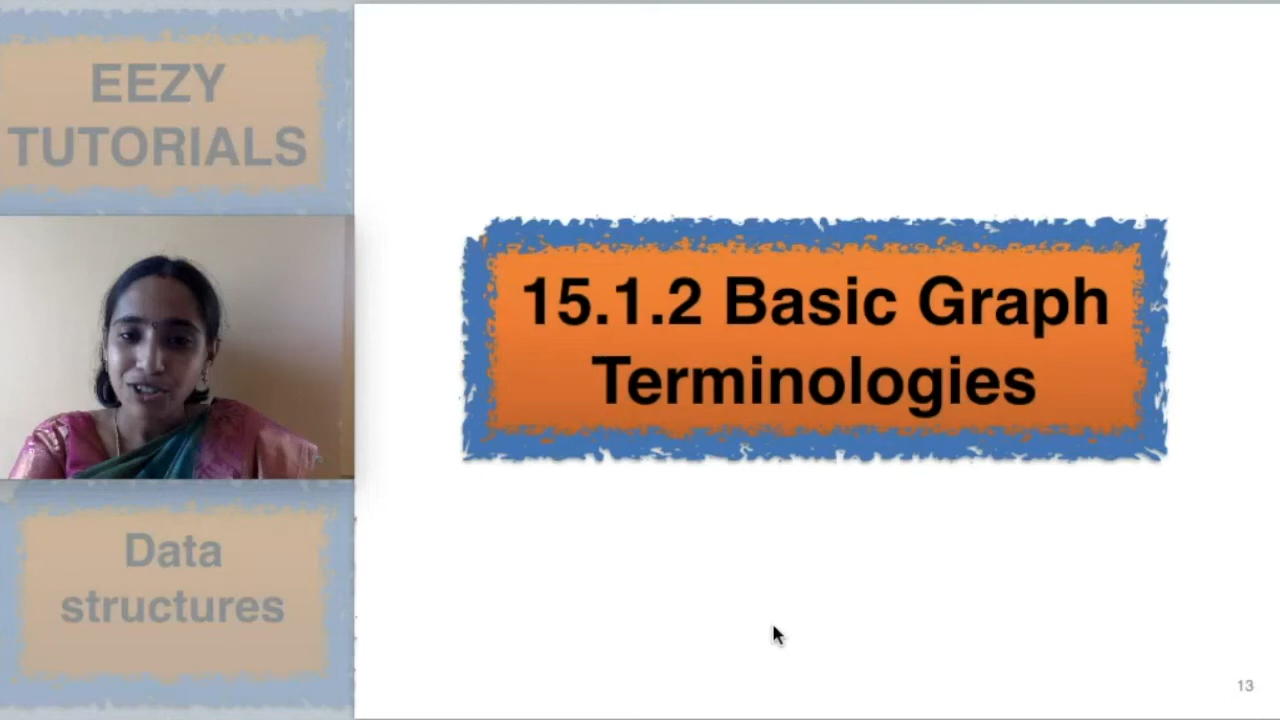 EEZY
TUTORIALS
15.1.2 Basic Graph
Terminologies
Data
structures
13